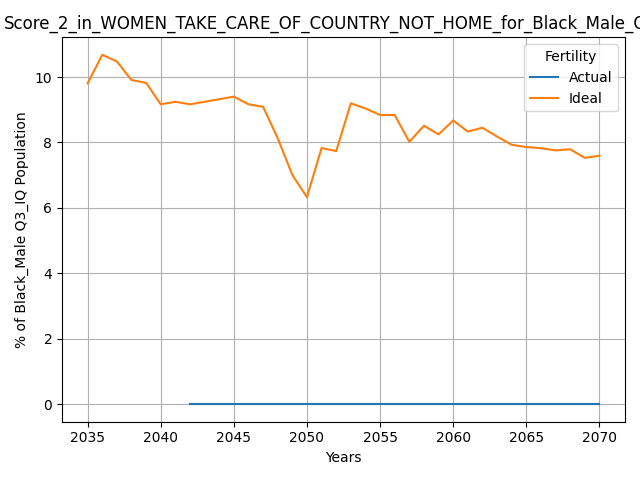 Score_2_in_WOMEN_TAKE_CARE_OF_COUNTRY_NOT_HOME_for_Black_Male_
Fertility
Actual
Ideal
% of Black_Male Q3_IQ Population
10
8
6
4
2
0
2035 2040 2045 2050 2055 2060 2065 2070
Years